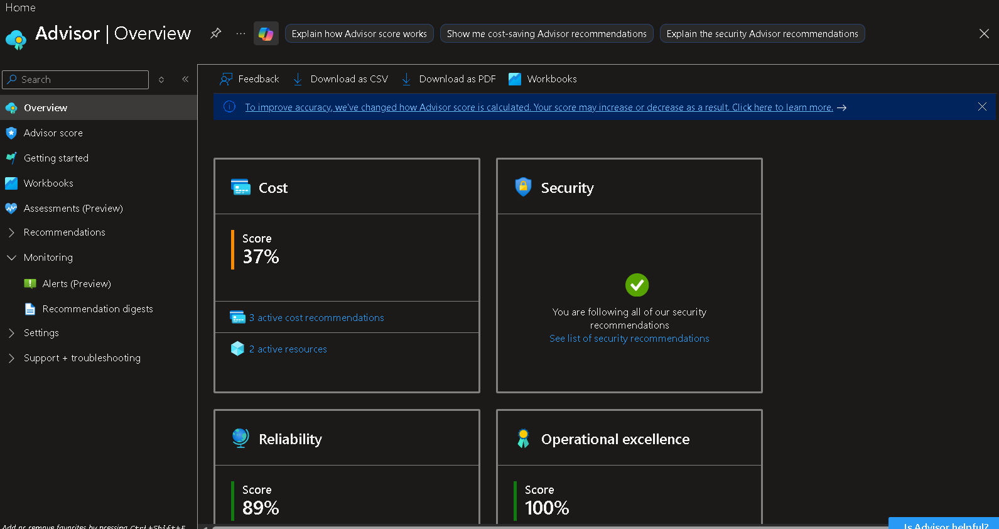 Home
Advisor | Overview
Explain how Advisor score works
Show me cost-saving Advisor recommendations
Explain the security Advisor recommendations
Search
Overview
Advisor score
Getting started
Workbooks
Assessments (Preview)
Recommendations
Monitoring
Alerts (Preview)
Recommendation digests
Settings
Support + troubleshooting
Add or remove favorites by pressing Ctrl+Shift+F
Feedback
Download as CSV
Download as PDF
Workbooks
To improve accuracy, we've changed how Advisor score is calculated. Your score may increase or decrease as a result. Click here to learn more. →
Cost
Score
37%
3 active cost recommendations
2 active resources
Security
You are following all of our security
recommendations
See list of security recommendations
Reliability
Score
89%
Operational excellence
Score
100%
Is Advisor helpful?